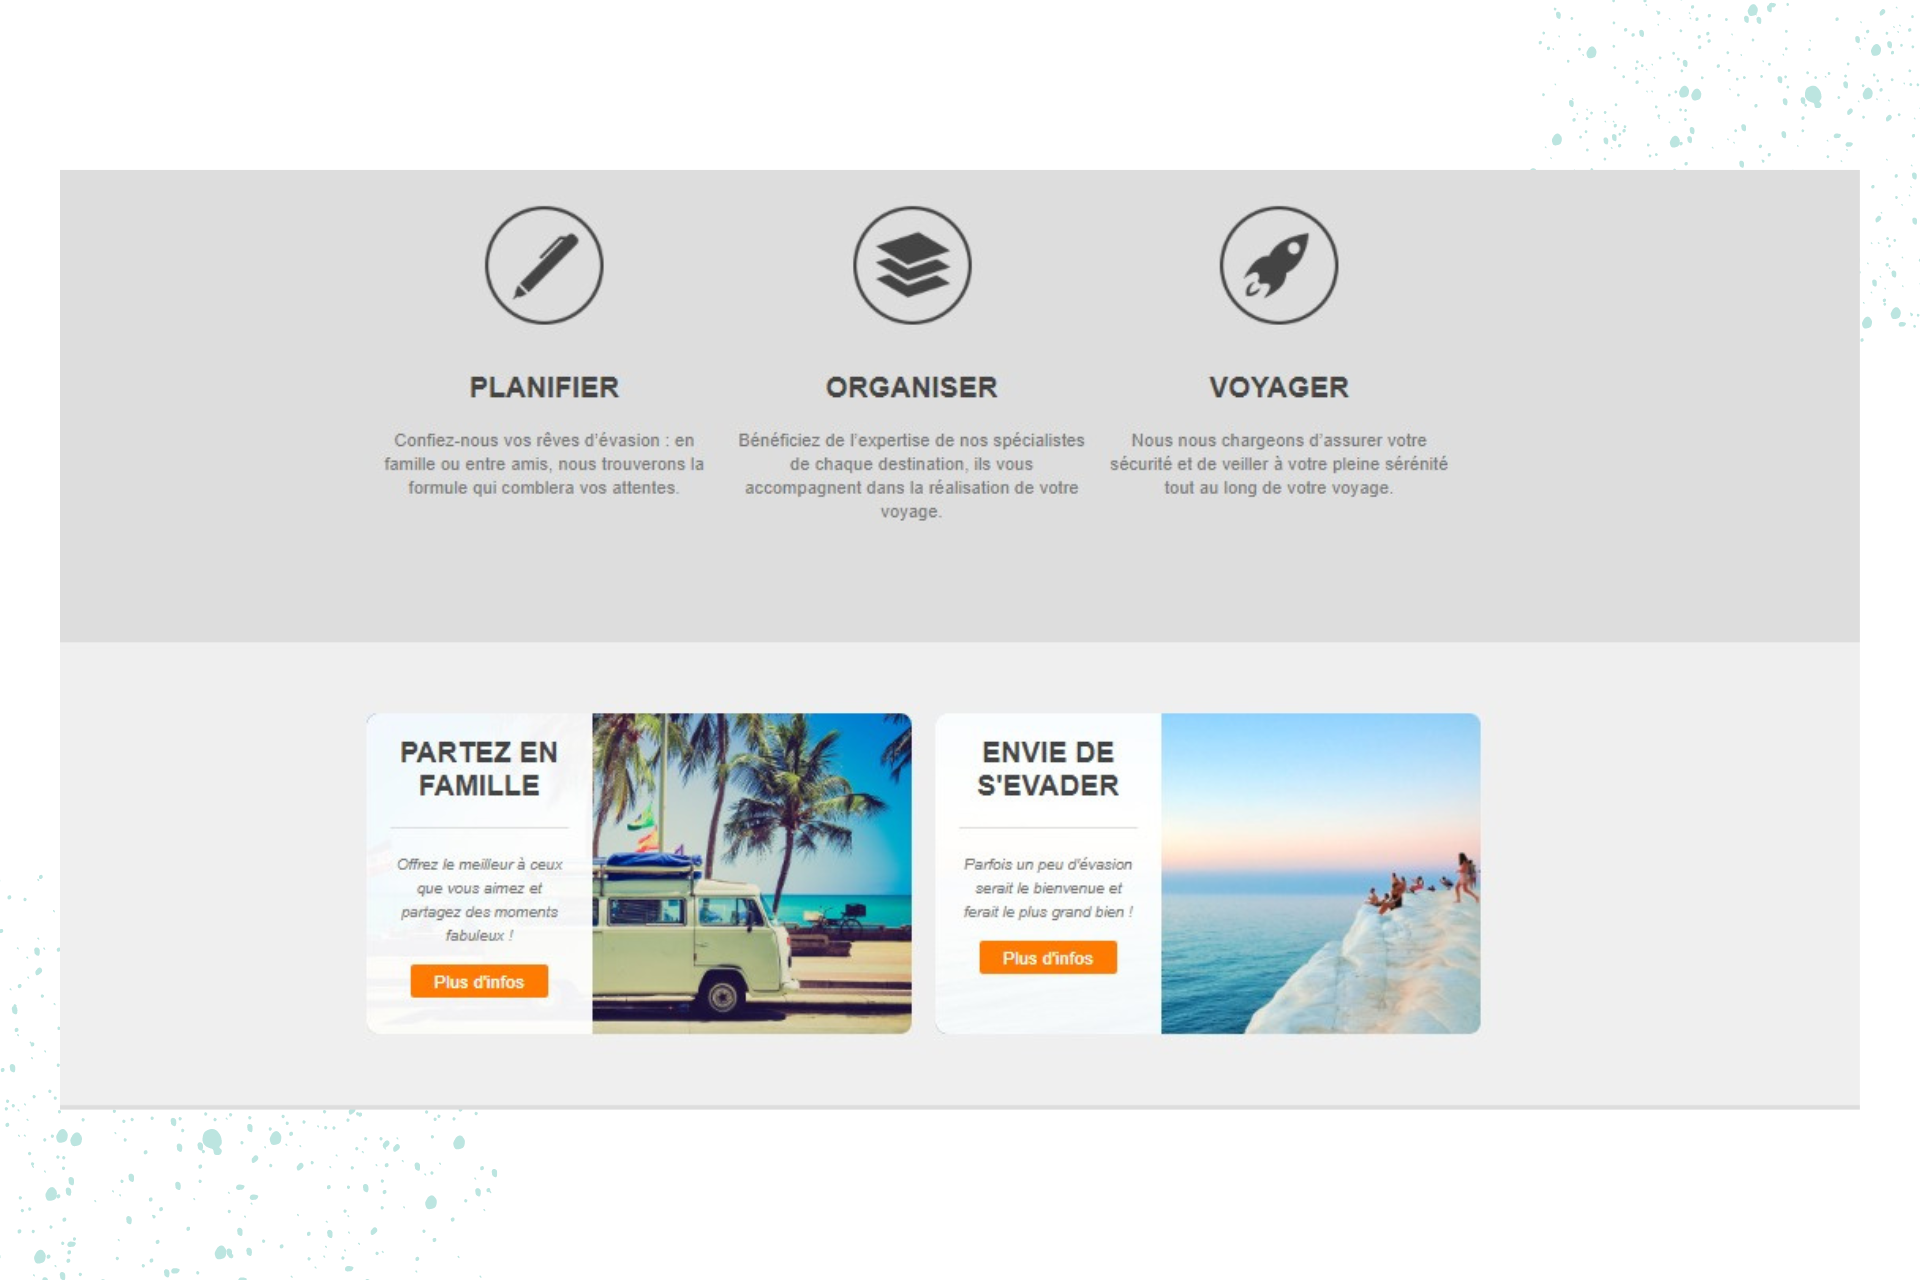 PLANIFIER
Confiez-nous vos rêves d'évasion : en
famille ou entre amis, nous trouverons la
formule qui comblera vos attentes.
ORGANISER
Bénéficiez de l'expertise de nos spécialistes
de chaque destination, ils vous
accompagnent dans la réalisation de votre
voyage.
VOYAGER
Nous nous chargeons d'assurer votre
sécurité et de veiller à votre pleine sérénité
tout au long de votre voyage.
PARTEZ EN
FAMILLE
Offrez le meilleur à ceux
que vous aimez et
partagez des moments
fabuleux !
Plus d'infos
ENVIE DE
S'EVADER
Parfois un peu d'évasion
serait le bienvenue et
ferait le plus grand bien !
Plus d'infos